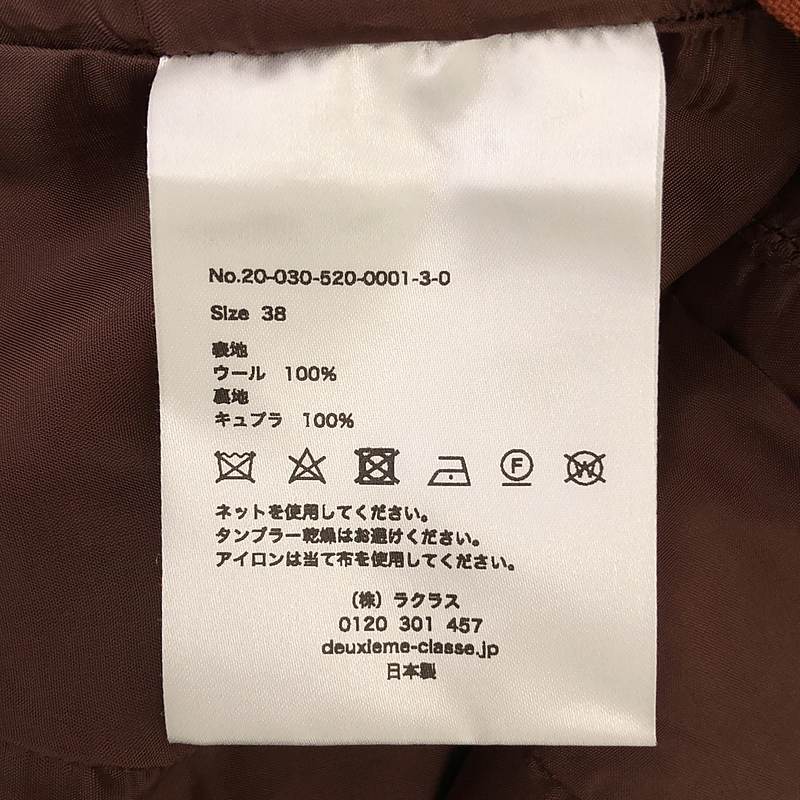 No.20-030-520-0001-3-0
Size 38
表地
ウール 100%
裏地
キュプラ 100%
F W
ネットを使用してください。
タンブラー乾燥はお避けください。
アイロンは当て布を使用してください。
（株）ラクラス
0120 301 457
deuxieme-classe.jp
日本製